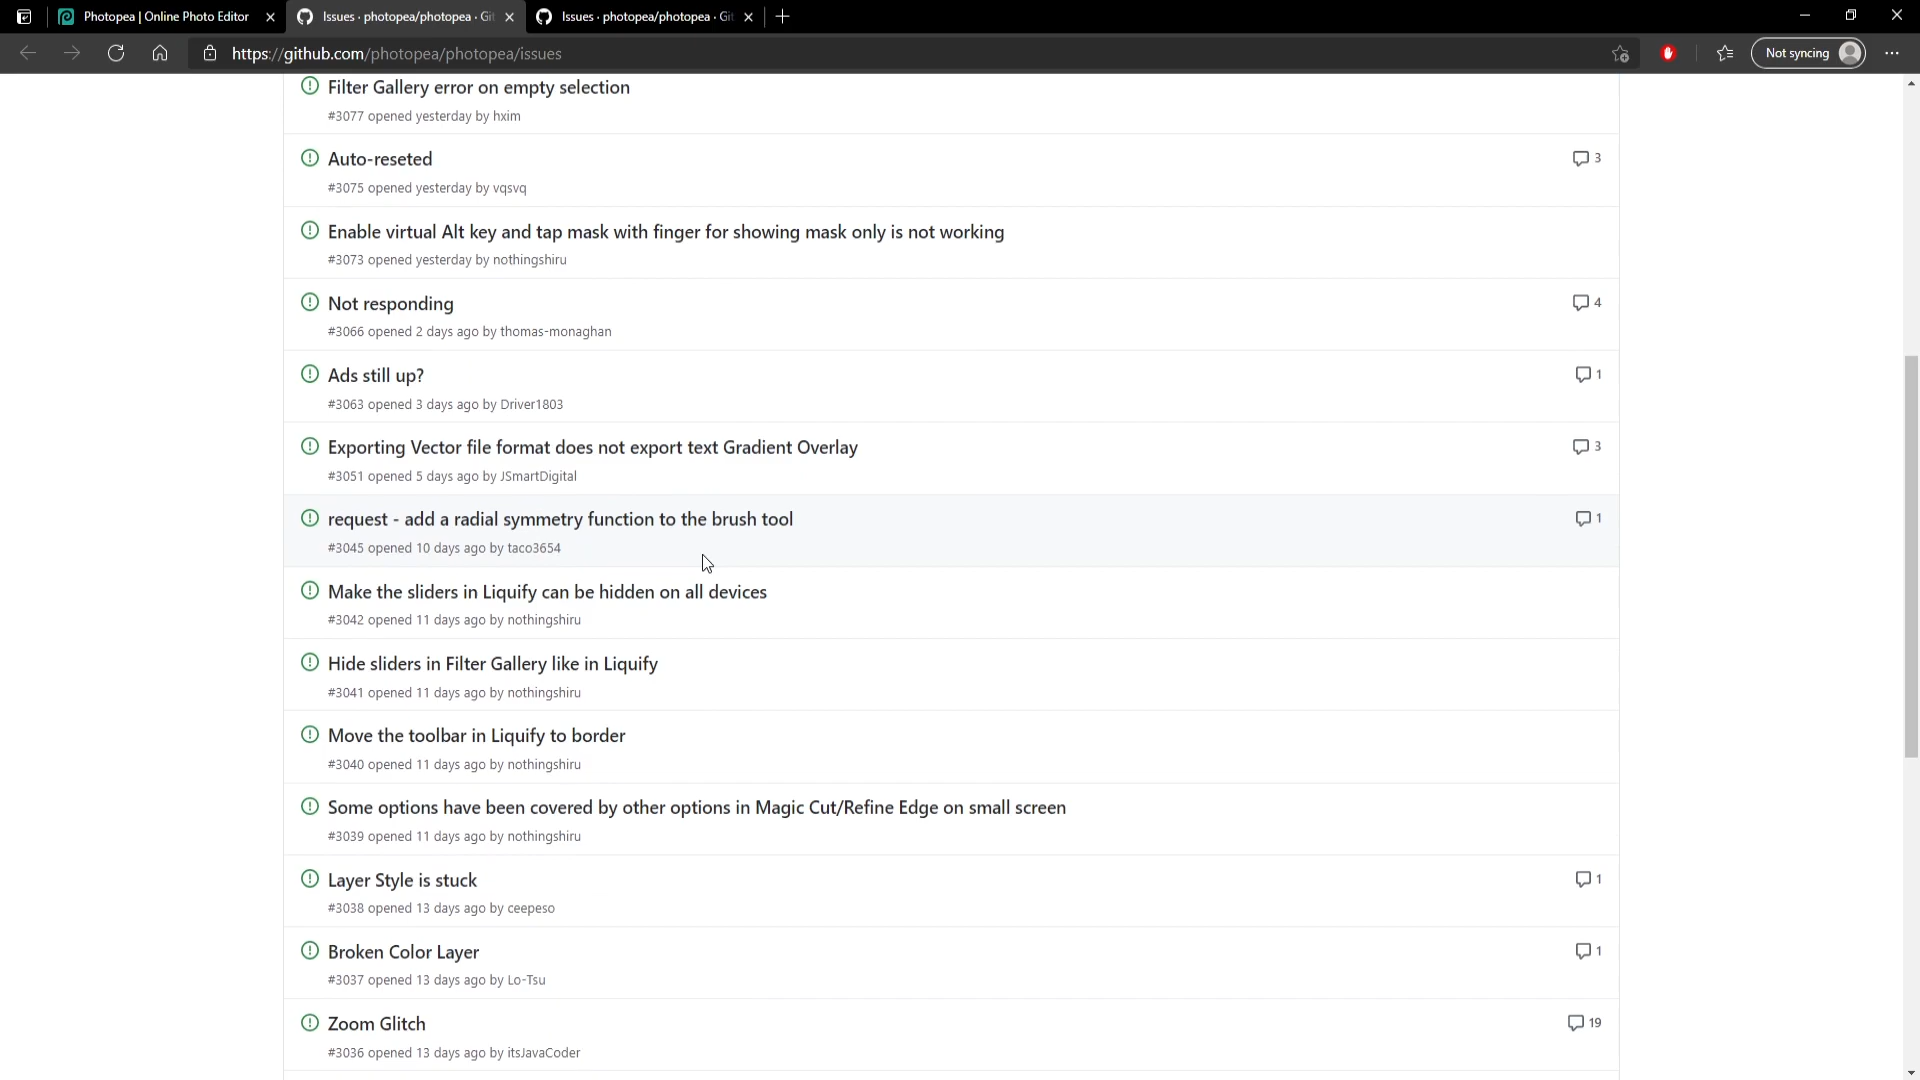 Photopea | Online Photo Editor
Issues · photopea/photopea · Git
Issues · photopea/photopea · Git
https://github.com/photopea/photopea/issues
Not syncing
Filter Gallery error on empty selection
#3077 opened yesterday by hxim
Auto-reseted
3
#3075 opened yesterday by vqsvq
Enable virtual Alt key and tap mask with finger for showing mask only is not working
#3073 opened yesterday by nothingshiru
Not responding
4
#3066 opened 2 days ago by thomas-monaghan
Ads still up?
1
#3063 opened 3 days ago by Driver1803
Exporting Vector file format does not export text Gradient Overlay
3
#3051 opened 5 days ago by JSmartDigital
request - add a radial symmetry function to the brush tool
1
#3045 opened 10 days ago by taco3654
Make the sliders in Liquify can be hidden on all devices
#3042 opened 11 days ago by nothingshiru
Hide sliders in Filter Gallery like in Liquify
#3041 opened 11 days ago by nothingshiru
Move the toolbar in Liquify to border
#3040 opened 11 days ago by nothingshiru
Some options have been covered by other options in Magic Cut/Refine Edge on small screen
#3039 opened 11 days ago by nothingshiru
Layer Style is stuck
1
#3038 opened 13 days ago by ceepeso
Broken Color Layer
1
#3037 opened 13 days ago by Lo-Tsu
Zoom Glitch
19
#3036 opened 13 days ago by itsJavaCoder